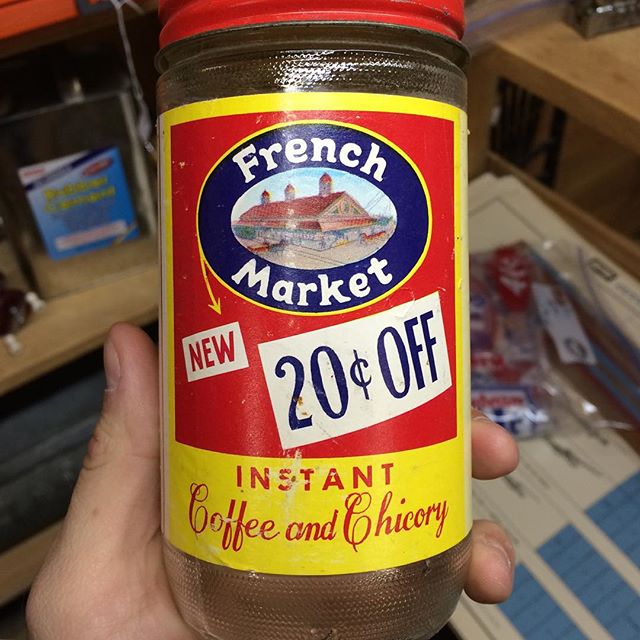 French
Market
NEW
20¢ OFF
INSTANT
Coffee and Chicory